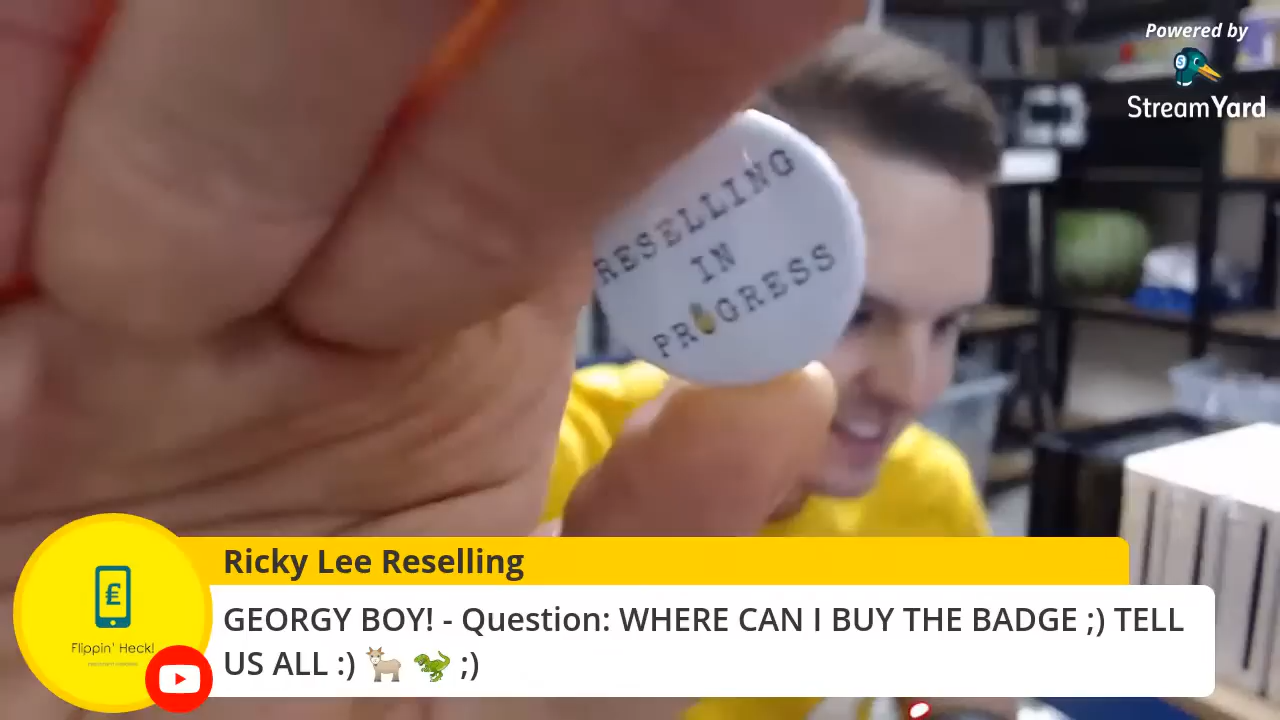 Powered by
StreamYard
RESELLING
IN
PROGRESS
Ricky Lee Reselling
GEORGY BOY! - Question: WHERE CAN I BUY THE BADGE ;) TELL
US ALL :) 🐐 🦖 ;)
£
Flippin' Heck!